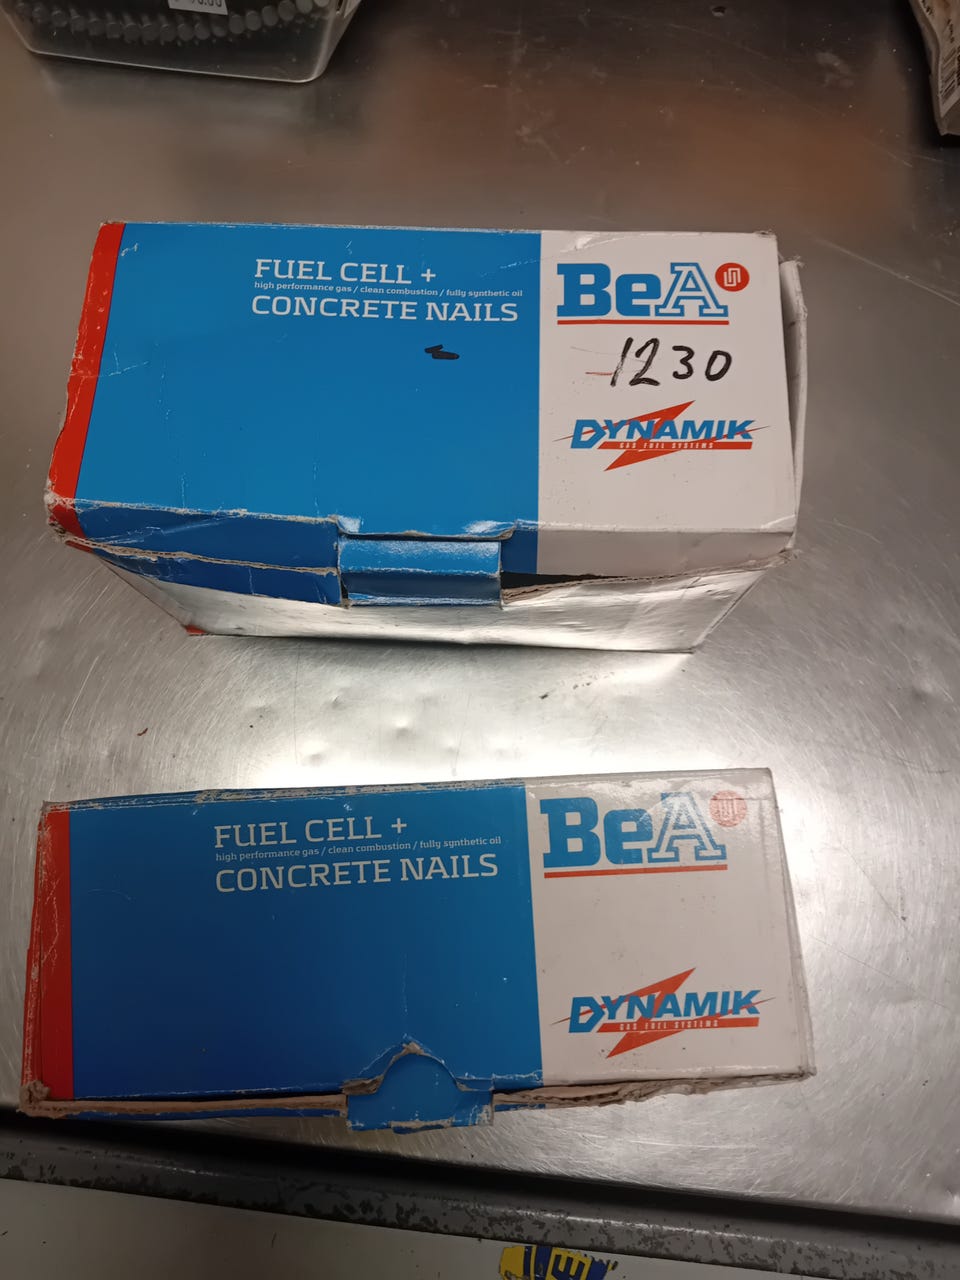 FUEL CELL +
high performance gas / clean combustion / fully synthetic oil
CONCRETE NAILS
BeA
1230
DYNAMIK
GAS FUEL SYSTEMS
FUEL CELL +
high performance gas / clean combustion / fully synthetic oil
CONCRETE NAILS
BeA
DYNAMIK
GAS FUEL SYSTEMS